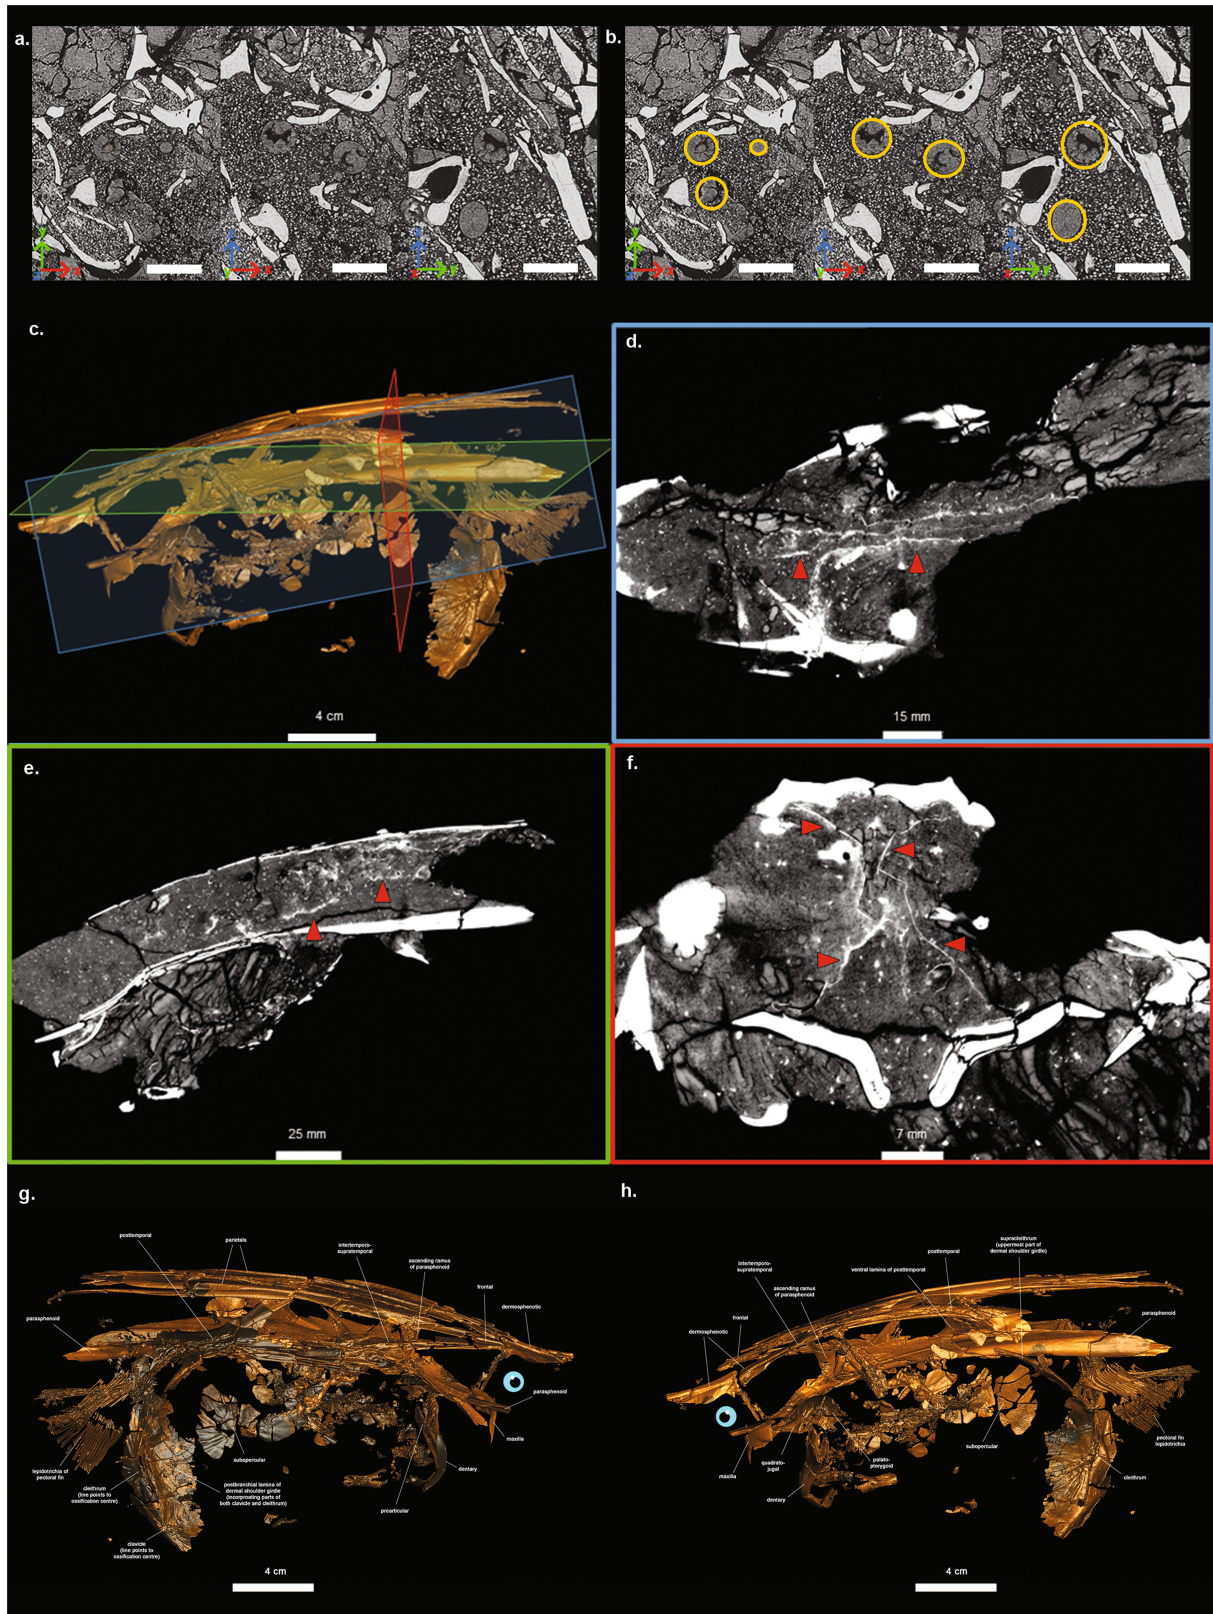 a.
b.
y
x
z
y
x
z
x
y
y
x
z
y
x
z
x
y
c.
4 cm
d.
15 mm
e.
25 mm
f.
7 mm
g.
posttemporal
parietals
intertemporo-
supratemporal
ascending ramus
of parasphenoid
frontal
dermosphenotic
parasphenoid
parasphenoid
maxilla
dentary
prearticular
subopercular
lepidotrichia of
pectoral fin
cleithrum
(line points to
ossification centre)
postbranchial lamina of
dermal shoulder girdle
(incorproating parts of
both clavicle and cleithrum)
clavicle
(line points to
ossification centre)
4 cm
h.
supracleithrum
(uppermost part of
dermal shoulder girdle)
posttemporal
ventral lamina of posttemporal
intertemporo-
supratemporal
ascending ramus
of parasphenoid
frontal
dermosphenotic
parasphenoid
maxilla
quadrato-
jugal
palato-
pterygoid
dentary
subopercular
pectoral fin
lepidotrichia
cleithrum
4 cm